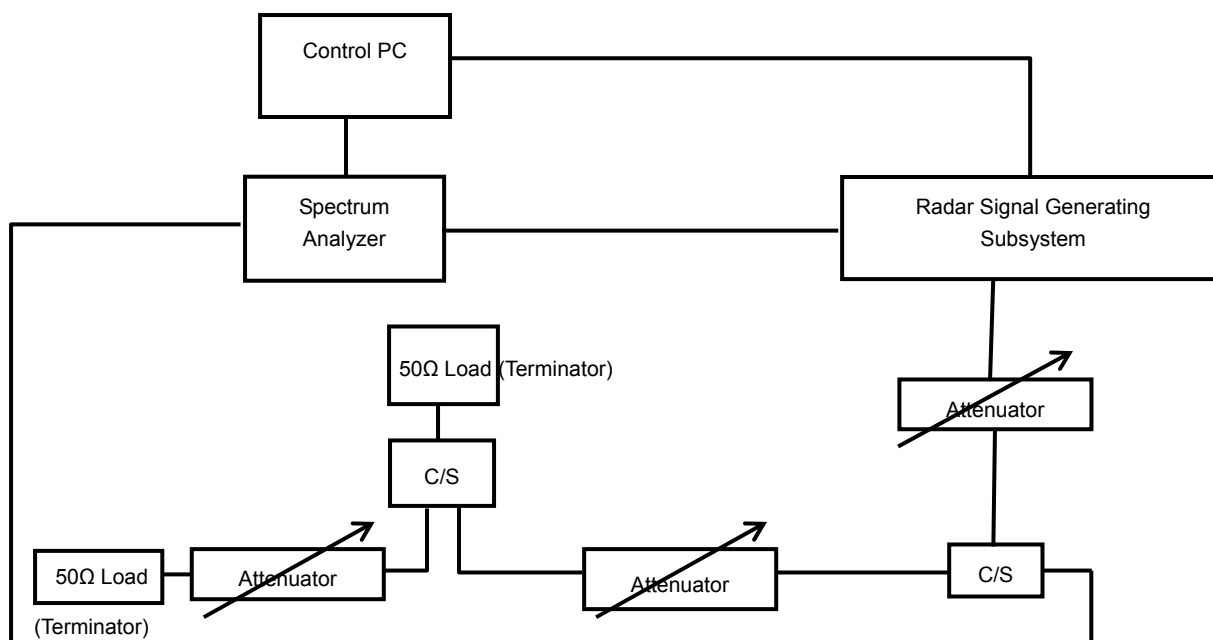 Control PC
Spectrum
Analyzer
Radar Signal Generating
Subsystem
50Ω Load (Terminator)
Attenuator
C/S
50Ω Load
(Terminator)
Attenuator
Attenuator
C/S